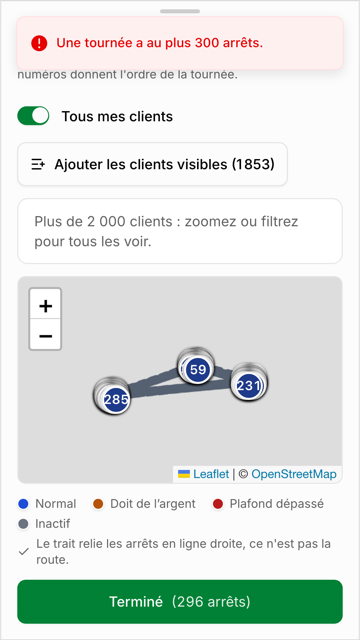 Une tournée a au plus 300 arrêts.
numéros donnent l'ordre de la tournée.
Tous mes clients
Ajouter les clients visibles (1853)
Plus de 2 000 clients : zoomez ou filtrez
pour tous les voir.
+
−
59
285
231
Leaflet | © OpenStreetMap
Normal
Doit de l’argent
Plafond dépassé
Inactif
Le trait relie les arrêts en ligne droite, ce n'est pas la
route.
Terminé (296 arrêts)